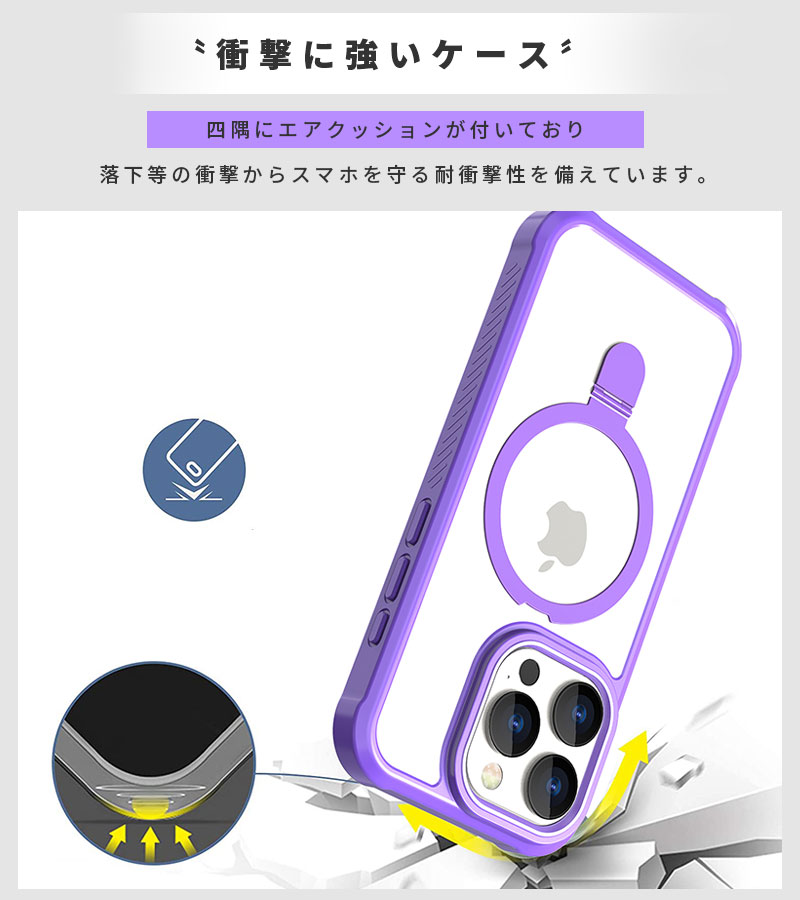 衝撃に強いケース
四隅にエアクッションが付いており
落下等の衝撃からスマホを守る耐衝撃性を備えています。